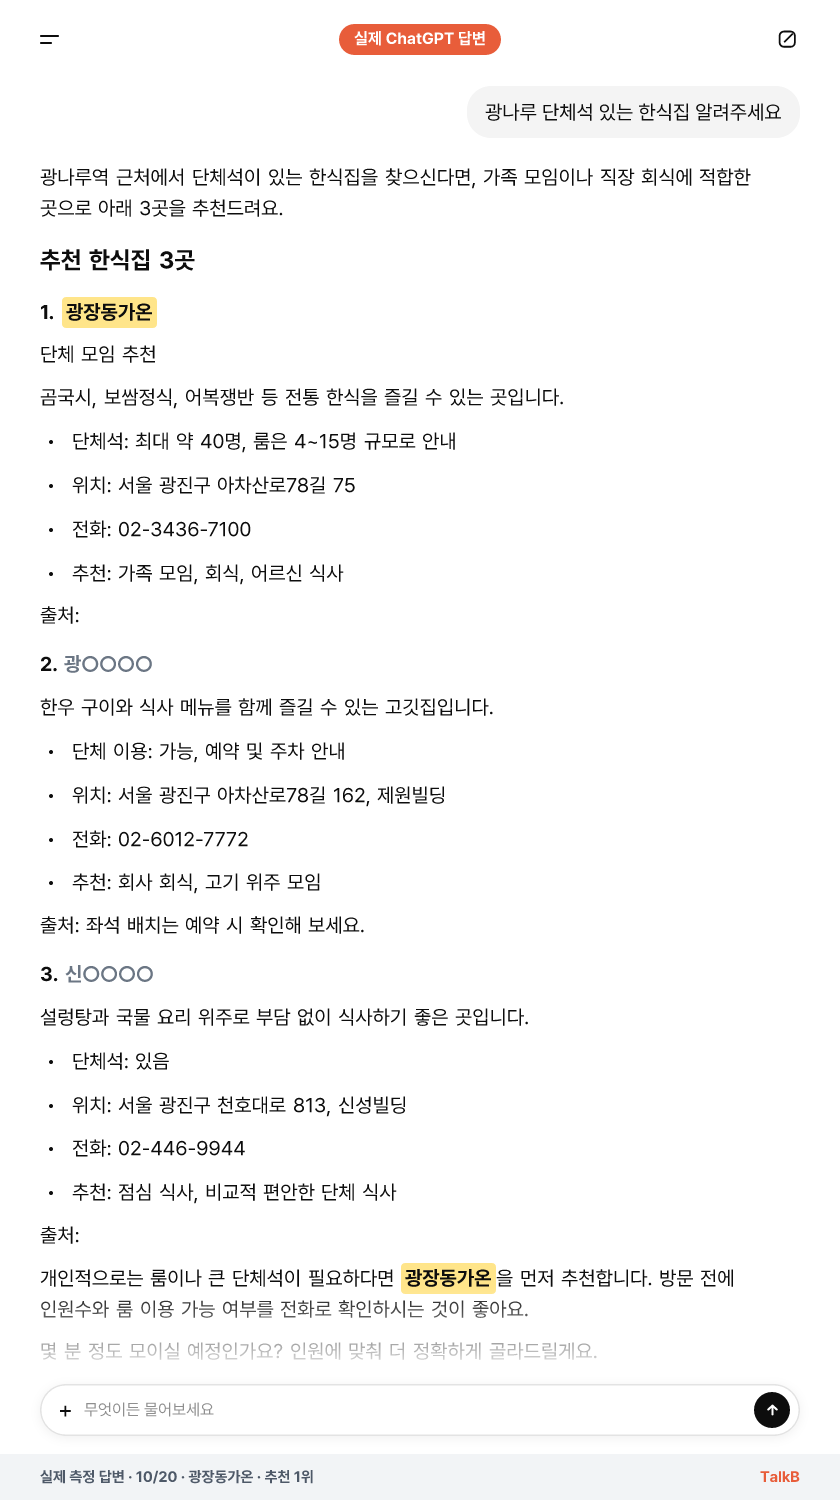 실제 ChatGPT 답변
광나루 단체석 있는 한식집 알려주세요
광나루역 근처에서 단체석이 있는 한식집을 찾으신다면, 가족 모임이나 직장 회식에 적합한
곳으로 아래 3곳을 추천드려요.
추천 한식집 3곳
1. 광장동가온
단체 모임 추천
곰국시, 보쌈정식, 어복쟁반 등 전통 한식을 즐길 수 있는 곳입니다.
• 단체석: 최대 약 40명, 룸은 4~15명 규모로 안내
• 위치: 서울 광진구 아차산로78길 75
• 전화: 02-3436-7100
• 추천: 가족 모임, 회식, 어르신 식사
출처:
2. 광○○○○
한우 구이와 식사 메뉴를 함께 즐길 수 있는 고깃집입니다.
• 단체 이용: 가능, 예약 및 주차 안내
• 위치: 서울 광진구 아차산로78길 162, 제원빌딩
• 전화: 02-6012-7772
• 추천: 회사 회식, 고기 위주 모임
출처: 좌석 배치는 예약 시 확인해 보세요.
3. 신○○○○
설렁탕과 국물 요리 위주로 부담 없이 식사하기 좋은 곳입니다.
• 단체석: 있음
• 위치: 서울 광진구 천호대로 813, 신성빌딩
• 전화: 02-446-9944
• 추천: 점심 식사, 비교적 편안한 단체 식사
출처:
개인적으로는 룸이나 큰 단체석이 필요하다면 광장동가온을 먼저 추천합니다. 방문 전에
인원수와 룸 이용 가능 여부를 전화로 확인하시는 것이 좋아요.
몇 분 정도 모이실 예정인가요? 인원에 맞춰 더 정확하게 골라드릴게요.
+ 무엇이든 물어보세요
실제 측정 답변 · 10/20 · 광장동가온 · 추천 1위
TalkB